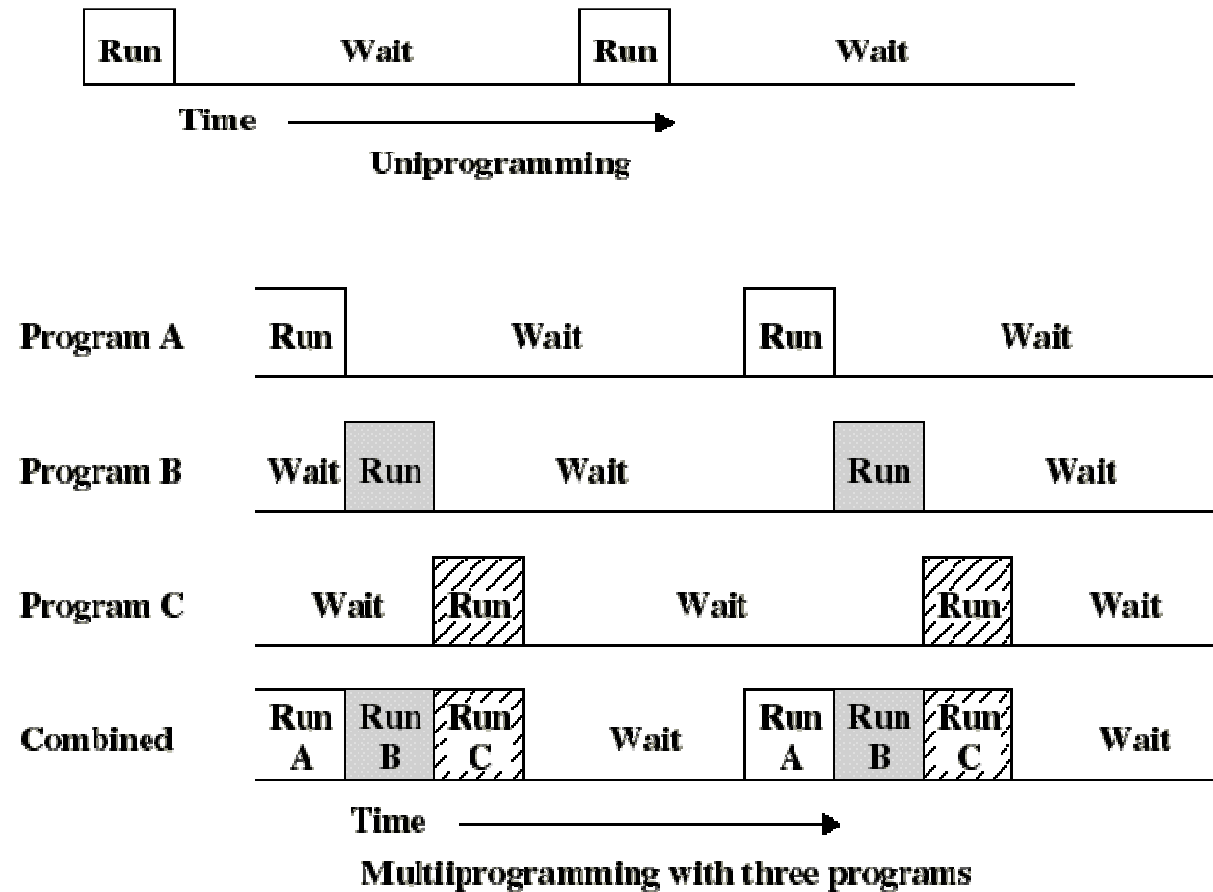 Run Wait Run Wait
Time
Uniprogramming
Program A Run Wait Run Wait
Program B Wait Run Wait Run Wait
Program C Wait Run Wait Run Wait
Combined Run A Run B Run C Wait Run A Run B Run C Wait
Time
Multiiprogramming with three programs